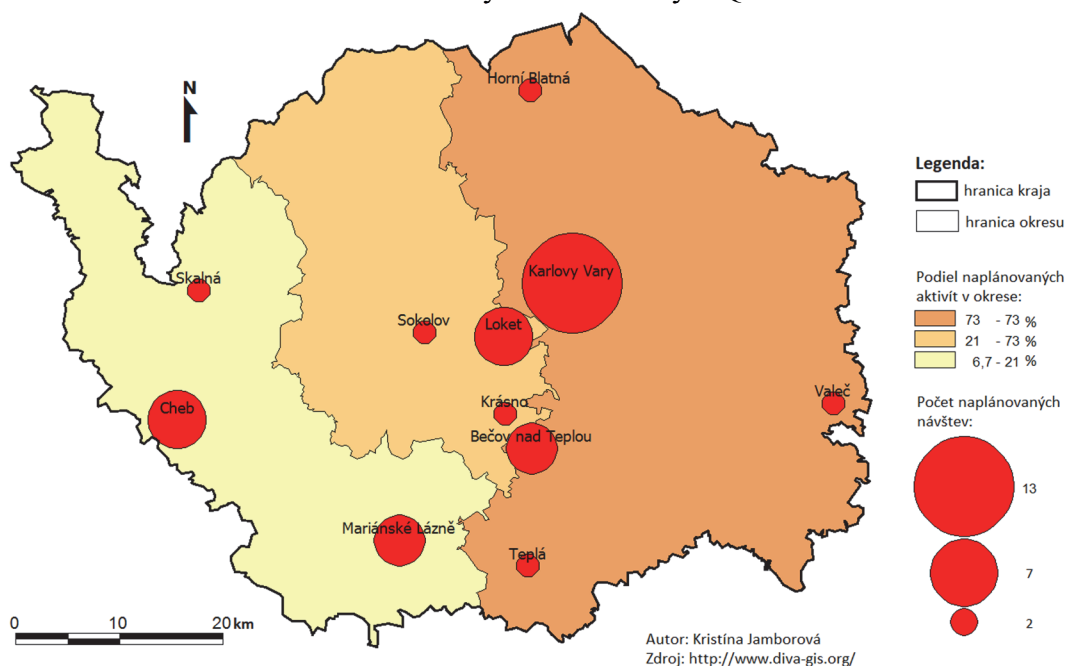 Horní Blatná
N
Skalná
Karlovy Vary
Sokolov
Loket
Cheb
Krásno
Valeč
Bečov nad Teplou
Mariánské Lázně
Teplá
0 10 20 km
Legenda:
hranica kraja
hranica okresu
Podiel naplánovaných
aktivít v okrese:
73 - 73 %
21 - 73 %
6,7 - 21 %
Počet naplánovaných
návštev:
13
7
2
Autor: Kristína Jamborová
Zdroj: http://www.diva-gis.org/